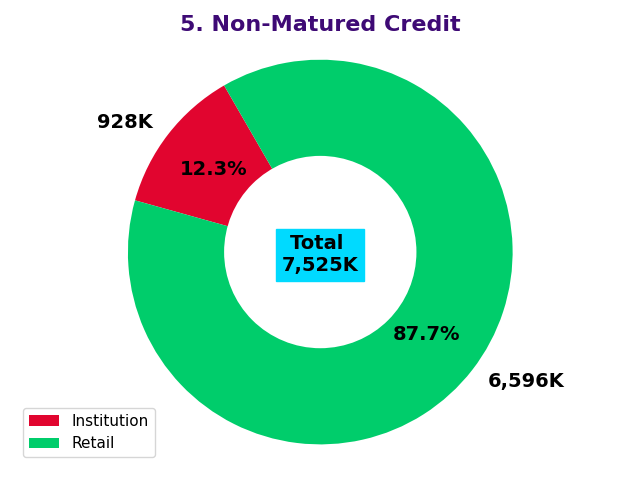 5. Non-Matured Credit
928K
12.3%
Total
7,525K
87.7%
6,596K
Institution
Retail